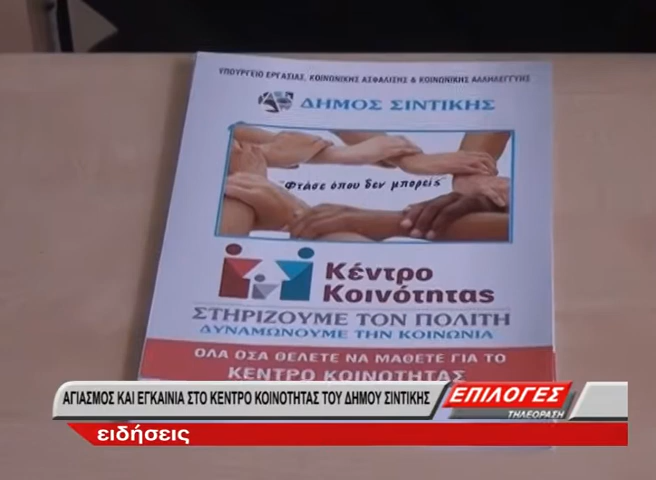 ΥΠΟΥΡΓΕΙΟ ΕΡΓΑΣΙΑΣ, ΚΟΙΝΩΝΙΚΗΣ ΑΣΦΑΛΙΣΗΣ & ΚΟΙΝΩΝΙΚΗΣ ΑΛΛΗΛΕΓΓΥΗΣ
ΔΗΜΟΣ ΣΙΝΤΙΚΗΣ
"Φτάσε όπου δεν μπορείς"
Κέντρο
Κοινότητας
ΣΤΗΡΙΖΟΥΜΕ ΤΟΝ ΠΟΛΙΤΗ
ΔΥΝΑΜΩΝΟΥΜΕ ΤΗΝ ΚΟΙΝΩΝΙΑ
ΟΛΑ ΟΣΑ ΘΕΛΕΤΕ ΝΑ ΜΑΘΕΤΕ ΓΙΑ ΤΟ
ΚΕΝΤΡΟ ΚΟΙΝΟΤΗΤΑΣ
ΑΓΙΑΣΜΟΣ ΚΑΙ ΕΓΚΑΙΝΙΑ ΣΤΟ ΚΕΝΤΡΟ ΚΟΙΝΟΤΗΤΑΣ ΤΟΥ ΔΗΜΟΥ ΣΙΝΤΙΚΗΣ
ΕΠΙΛΟΓΕΣ
ΤΗΛΕΟΡΑΣΗ
ειδήσεις